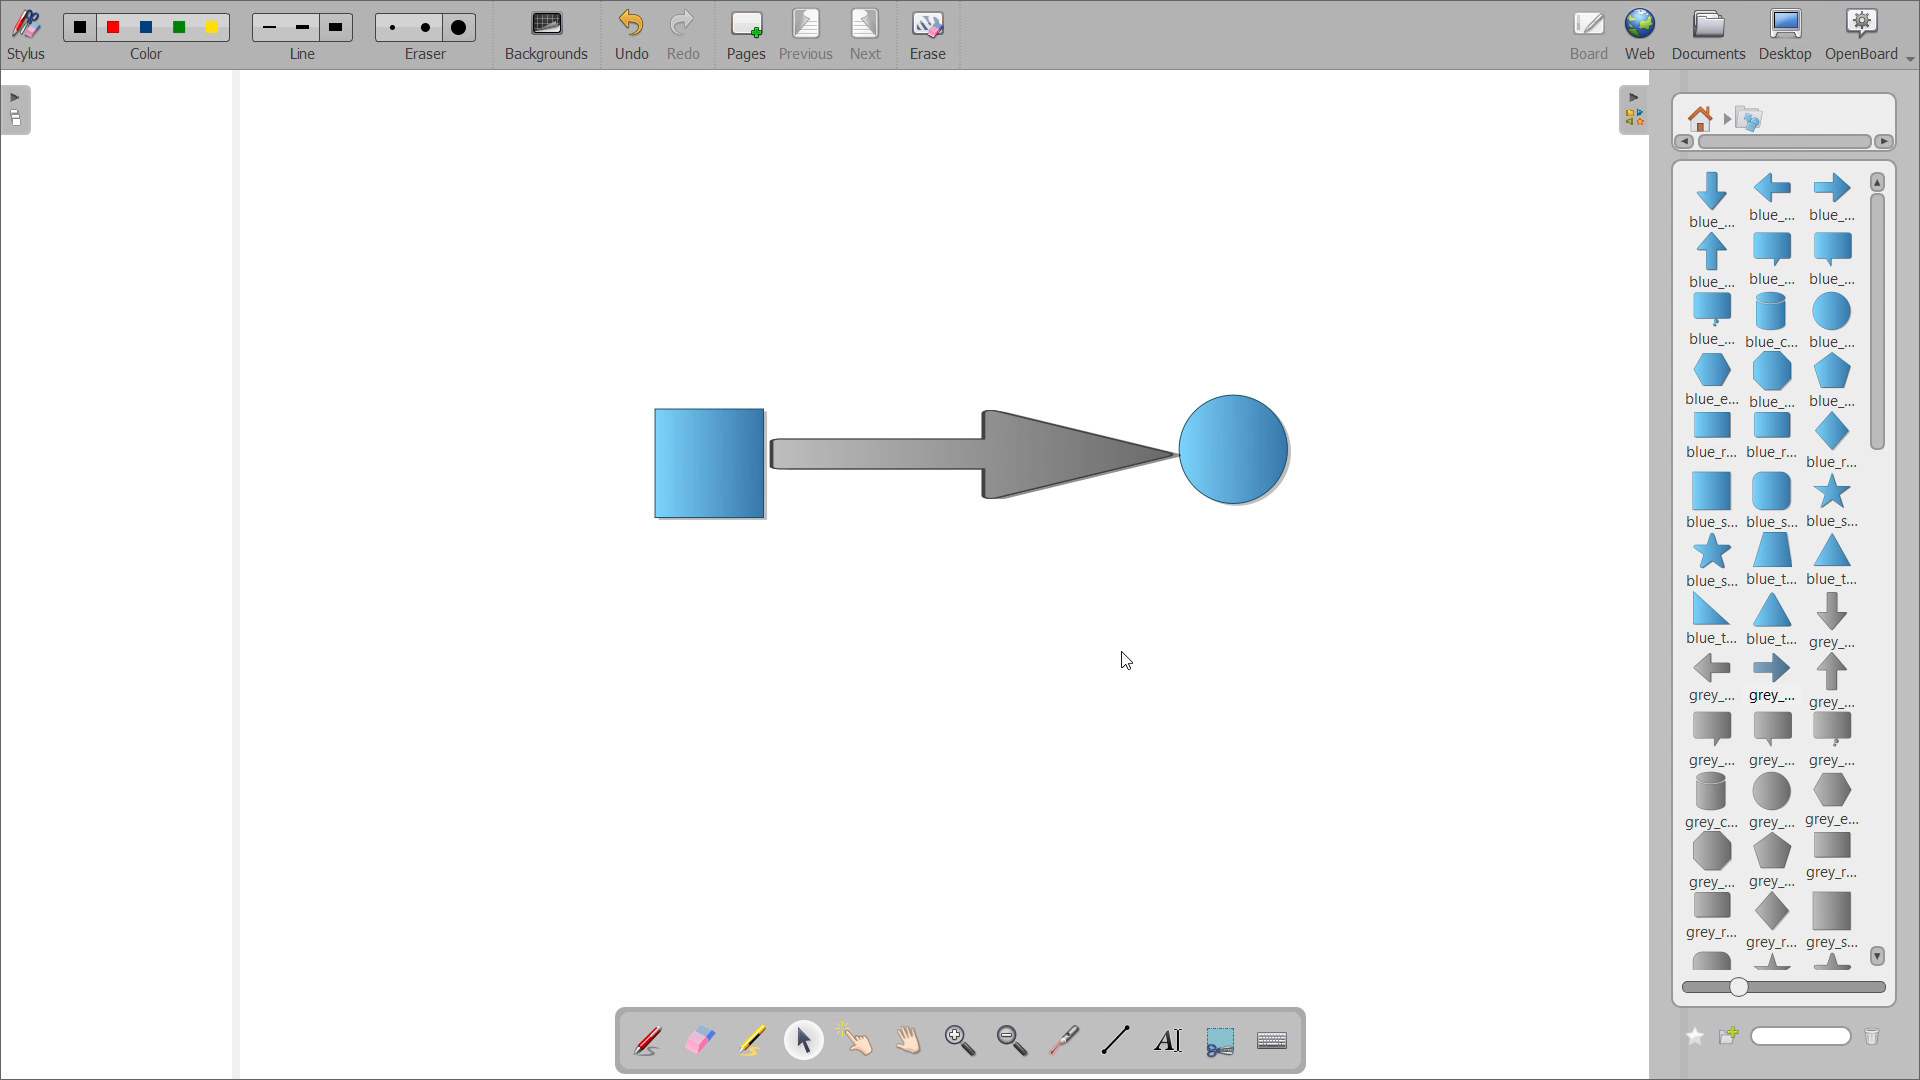 Stylus
Color
Line
Eraser
Backgrounds
Undo
Redo
Pages
Previous
Next
Erase
Board
Web
Documents
Desktop
OpenBoard
blue_... blue_... blue_...
blue_... blue_... blue_...
blue_... blue_c... blue_...
blue_e... blue_... blue_...
blue_r... blue_r... blue_r...
blue_s... blue_s... blue_s...
blue_s... blue_t... blue_t...
blue_t... blue_t... grey_...
grey_... grey_... grey_...
grey_... grey_... grey_...
grey_c... grey_... grey_e...
grey_... grey_... grey_r...
grey_r... grey_r... grey_s...
AI